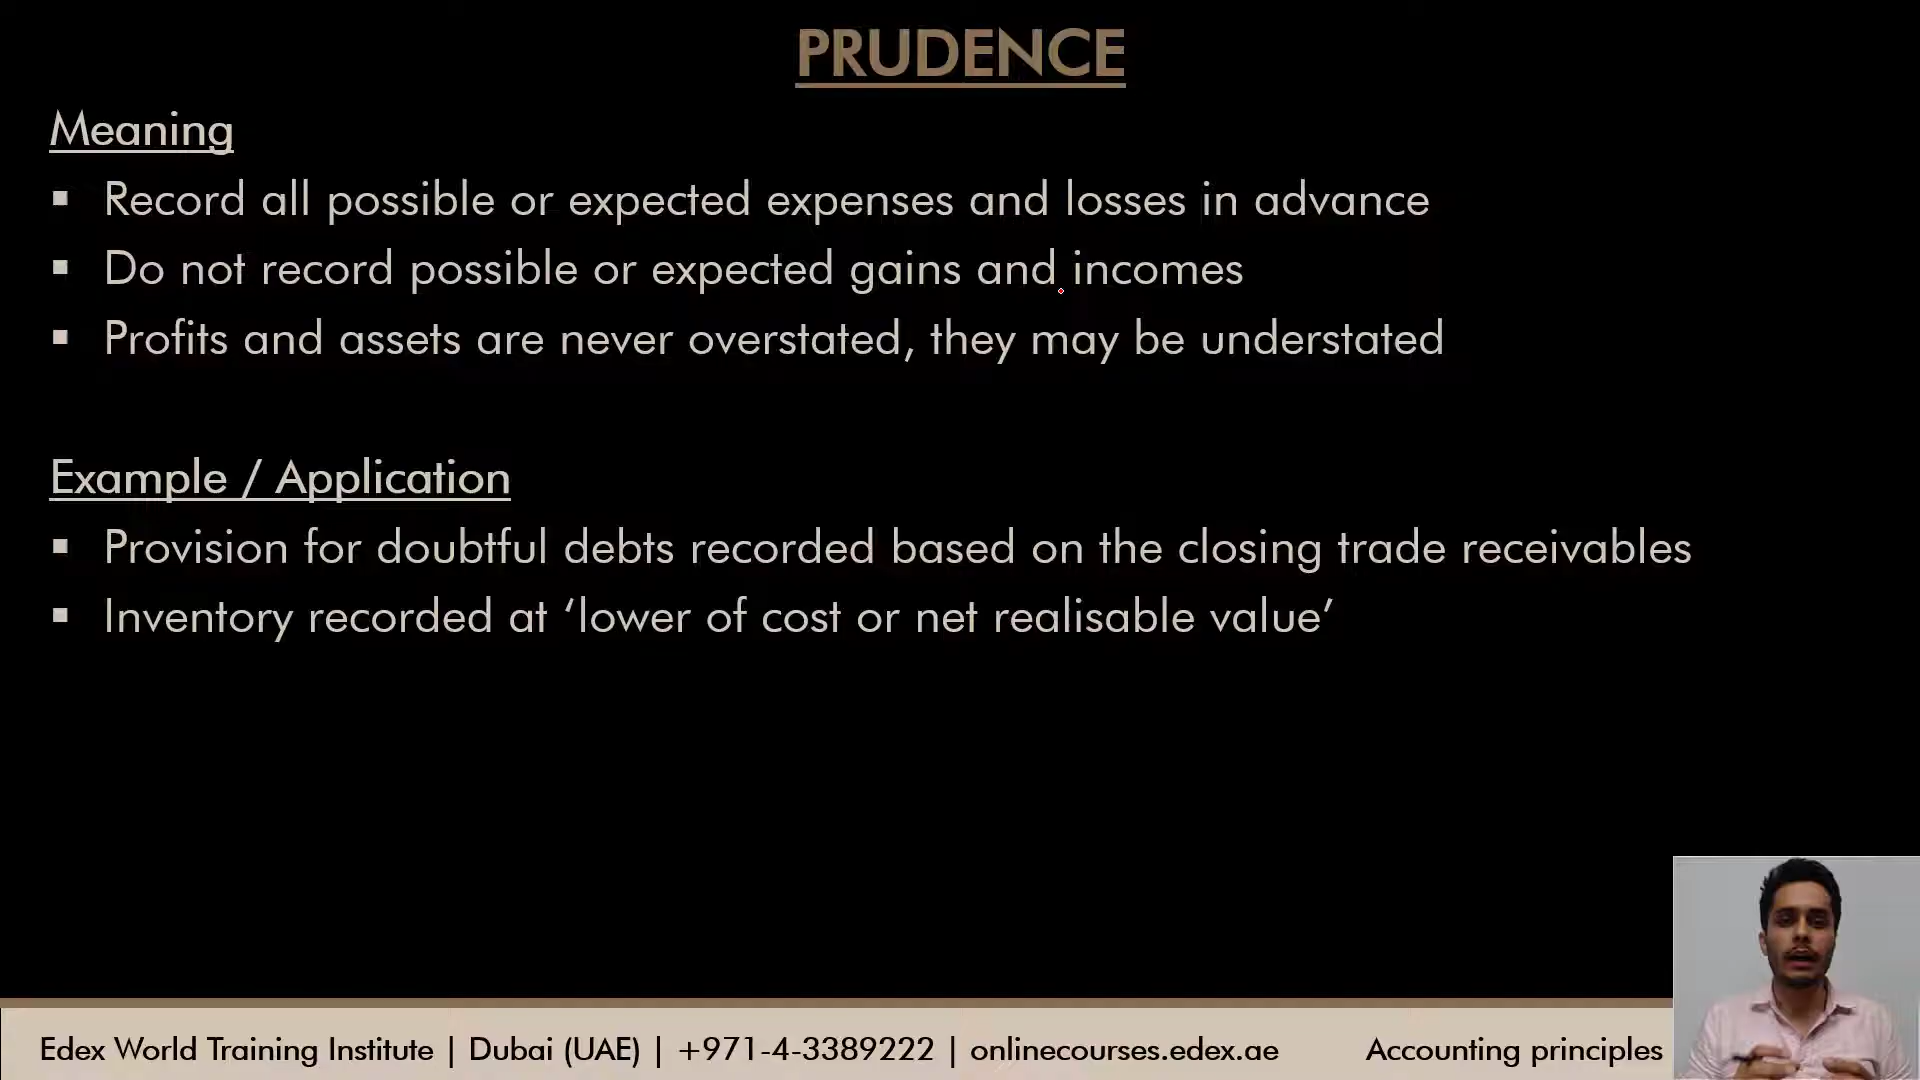 PRUDENCE
Meaning
▪ Record all possible or expected expenses and losses in advance
▪ Do not record possible or expected gains and incomes
▪ Profits and assets are never overstated, they may be understated
Example / Application
▪ Provision for doubtful debts recorded based on the closing trade receivables
▪ Inventory recorded at ‘lower of cost or net realisable value’
Edex World Training Institute | Dubai (UAE) | +971-4-3389222 | onlinecourses.edex.ae Accounting principles